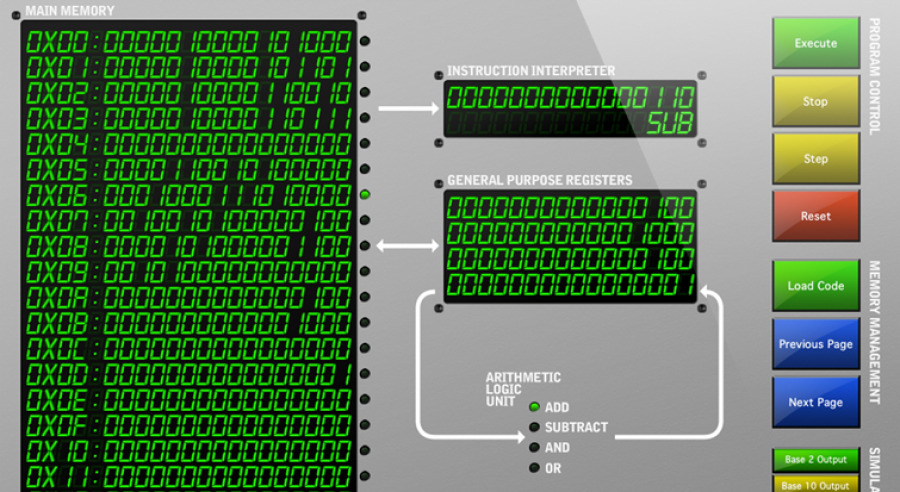 MAIN MEMORY
0X00:0000010000101000
0X01:0000010000101101
0X02:0000010000110010
0X03:0000010000110111
0X04:0000000000000000
0X05:0000110010100000
0X06:0001000111010000
0X07:0010010100000100
0X08:0000101000001100
0X09:0010100000000000
0X0A:0000000000000100
0X0B:0000000000001000
0X0C:0000000000000000
0X0D:0000000000000001
0X0E:0000000000000000
0X0F:0000000000000000
0X10:0000000000000000
0X11:0000000000000000
INSTRUCTION INTERPRETER
0000000000000110
SUB
GENERAL PURPOSE REGISTERS
0000000000000100
0000000000001000
0000000000000100
0000000000000001
ARITHMETIC
LOGIC
UNIT
ADD
SUBTRACT
AND
OR
PROGRAM CONTROL
Execute
Stop
Step
Reset
MEMORY MANAGEMENT
Load Code
Previous Page
Next Page
SIMULA
Base 2 Output
Base 10 Output